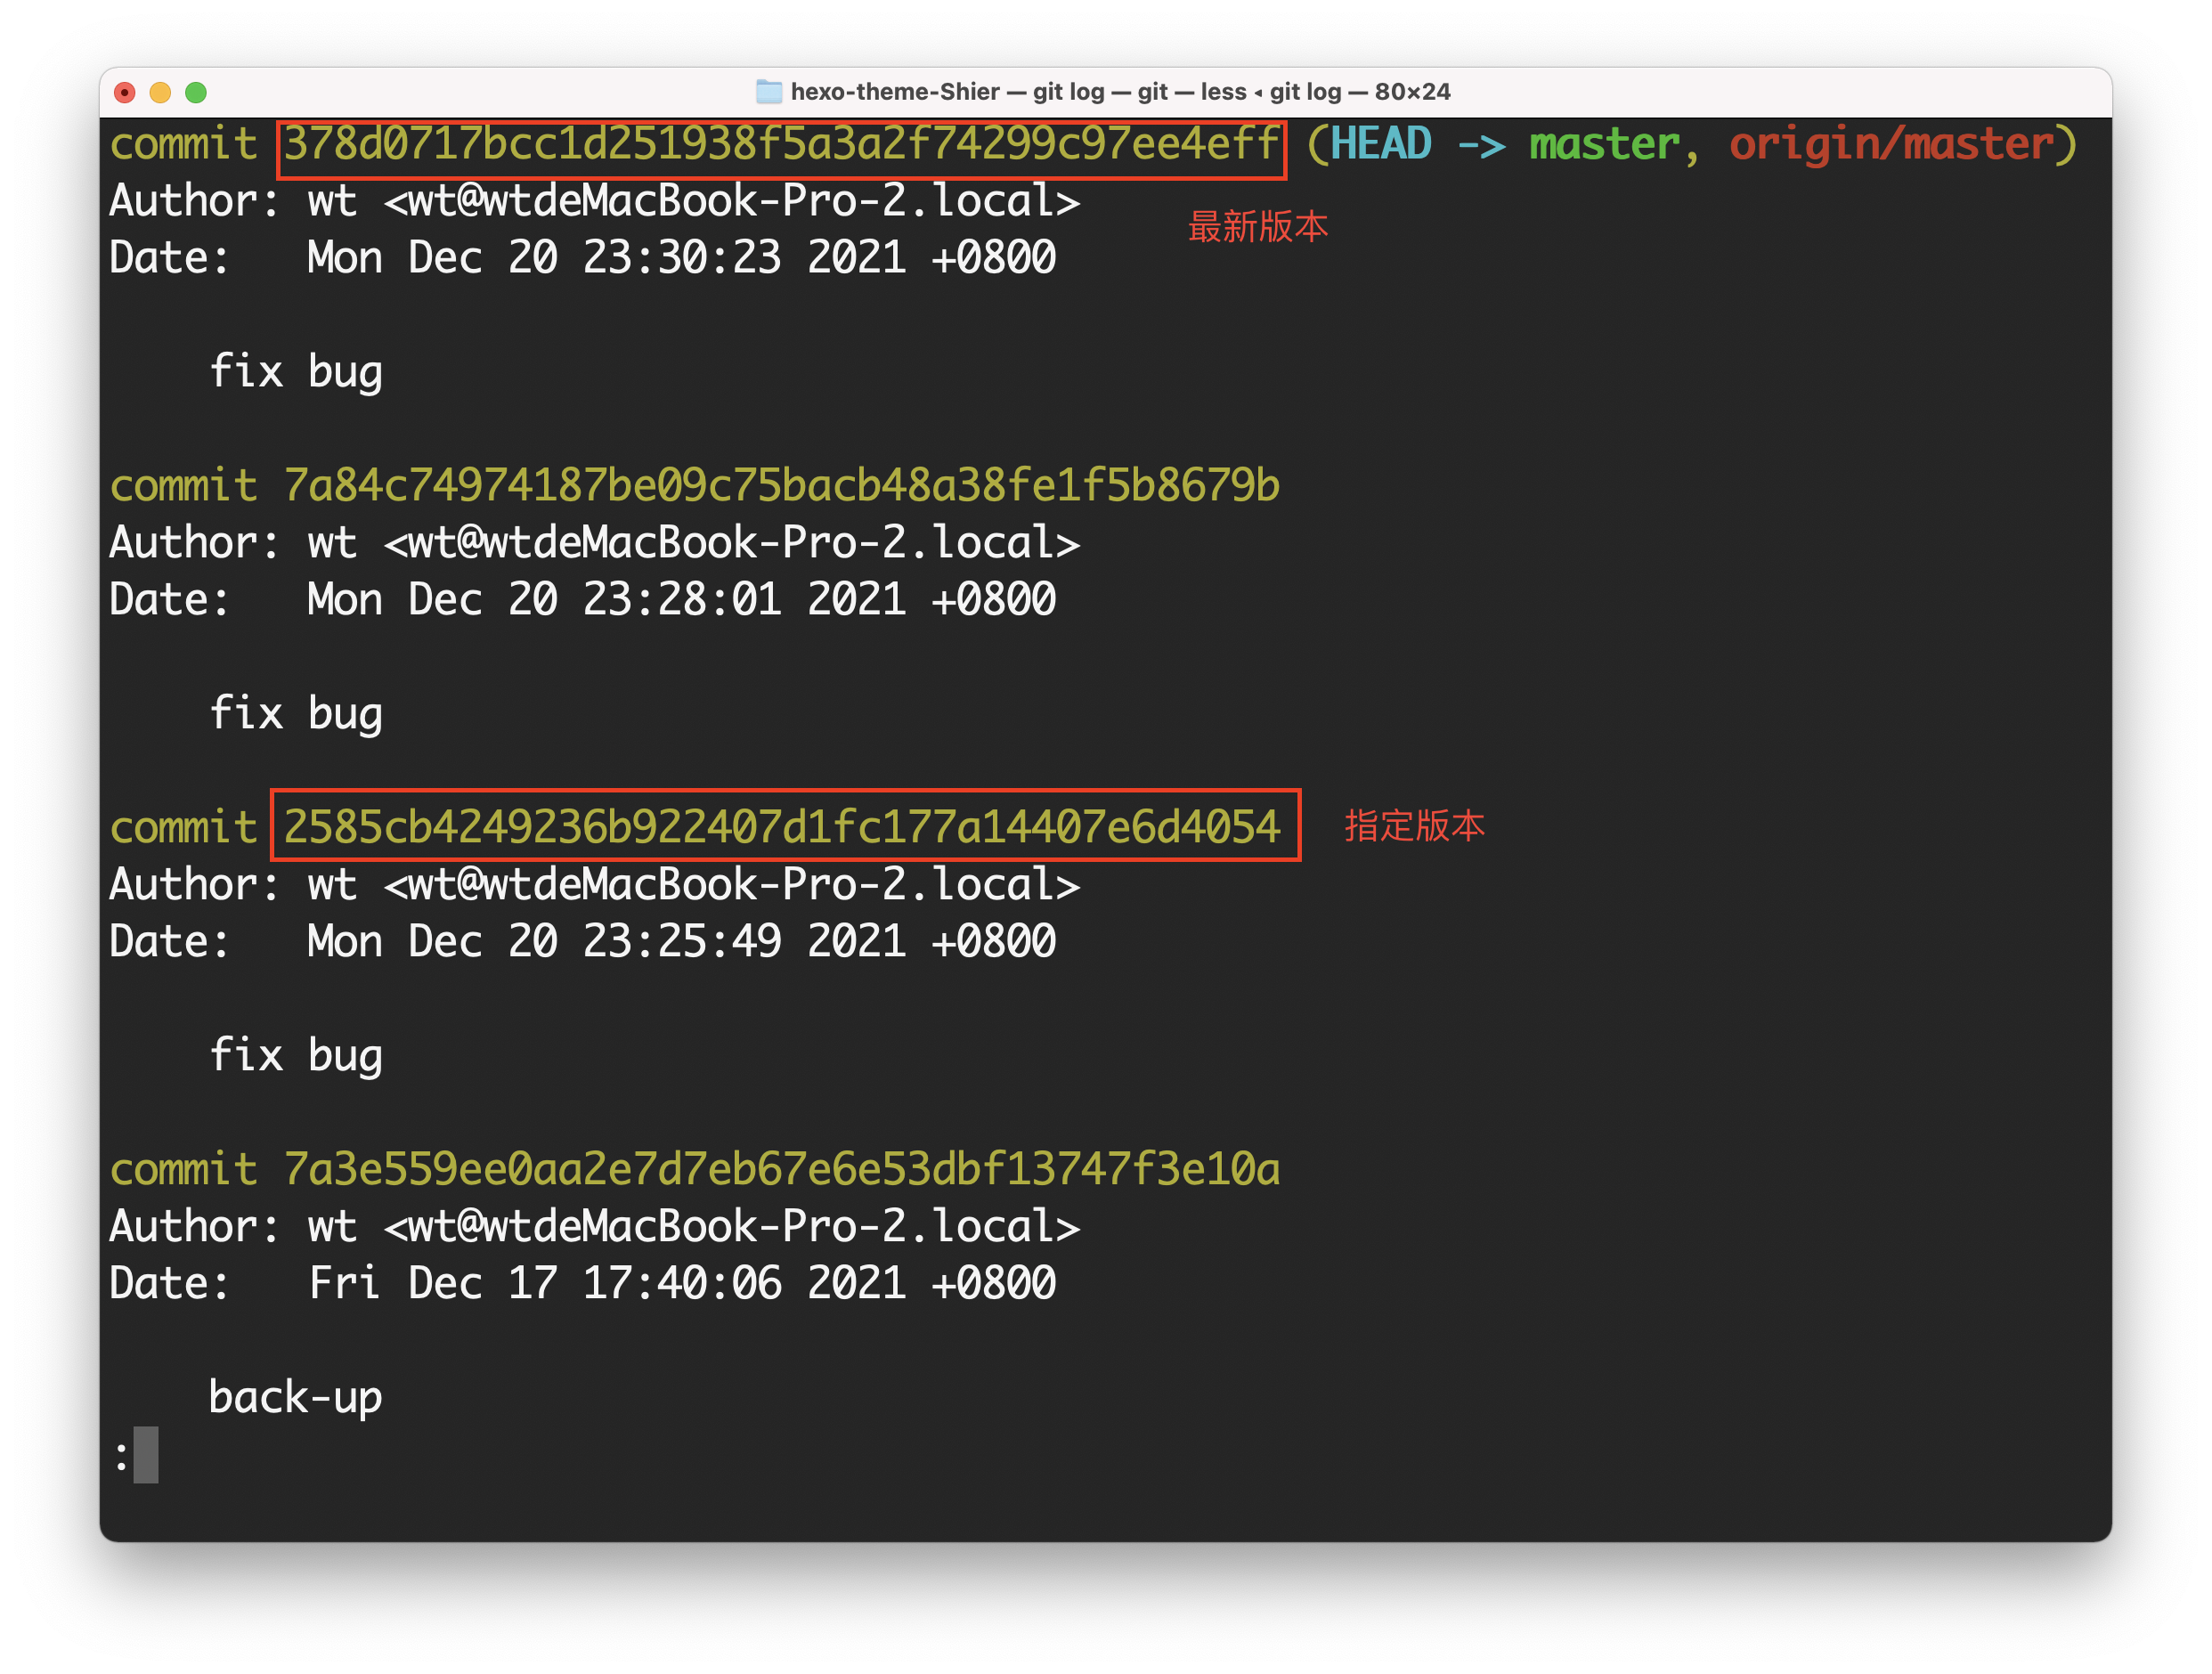 hexo-theme-Shier — git log — git — less ◂ git log — 80×24
commit 378d0717bcc1d251938f5a3a2f74299c97ee4eff (HEAD -> master, origin/master)
Author: wt <wt@wtdeMacBook-Pro-2.local>
最新版本
Date:   Mon Dec 20 23:30:23 2021 +0800
fix bug
commit 7a84c74974187be09c75bacb48a38fe1f5b8679b
Author: wt <wt@wtdeMacBook-Pro-2.local>
Date:   Mon Dec 20 23:28:01 2021 +0800
fix bug
commit 2585cb4249236b922407d1fc177a14407e6d4054 指定版本
Author: wt <wt@wtdeMacBook-Pro-2.local>
Date:   Mon Dec 20 23:25:49 2021 +0800
fix bug
commit 7a3e559ee0aa2e7d7eb67e6e53dbf13747f3e10a
Author: wt <wt@wtdeMacBook-Pro-2.local>
Date:   Fri Dec 17 17:40:06 2021 +0800
back-up
: